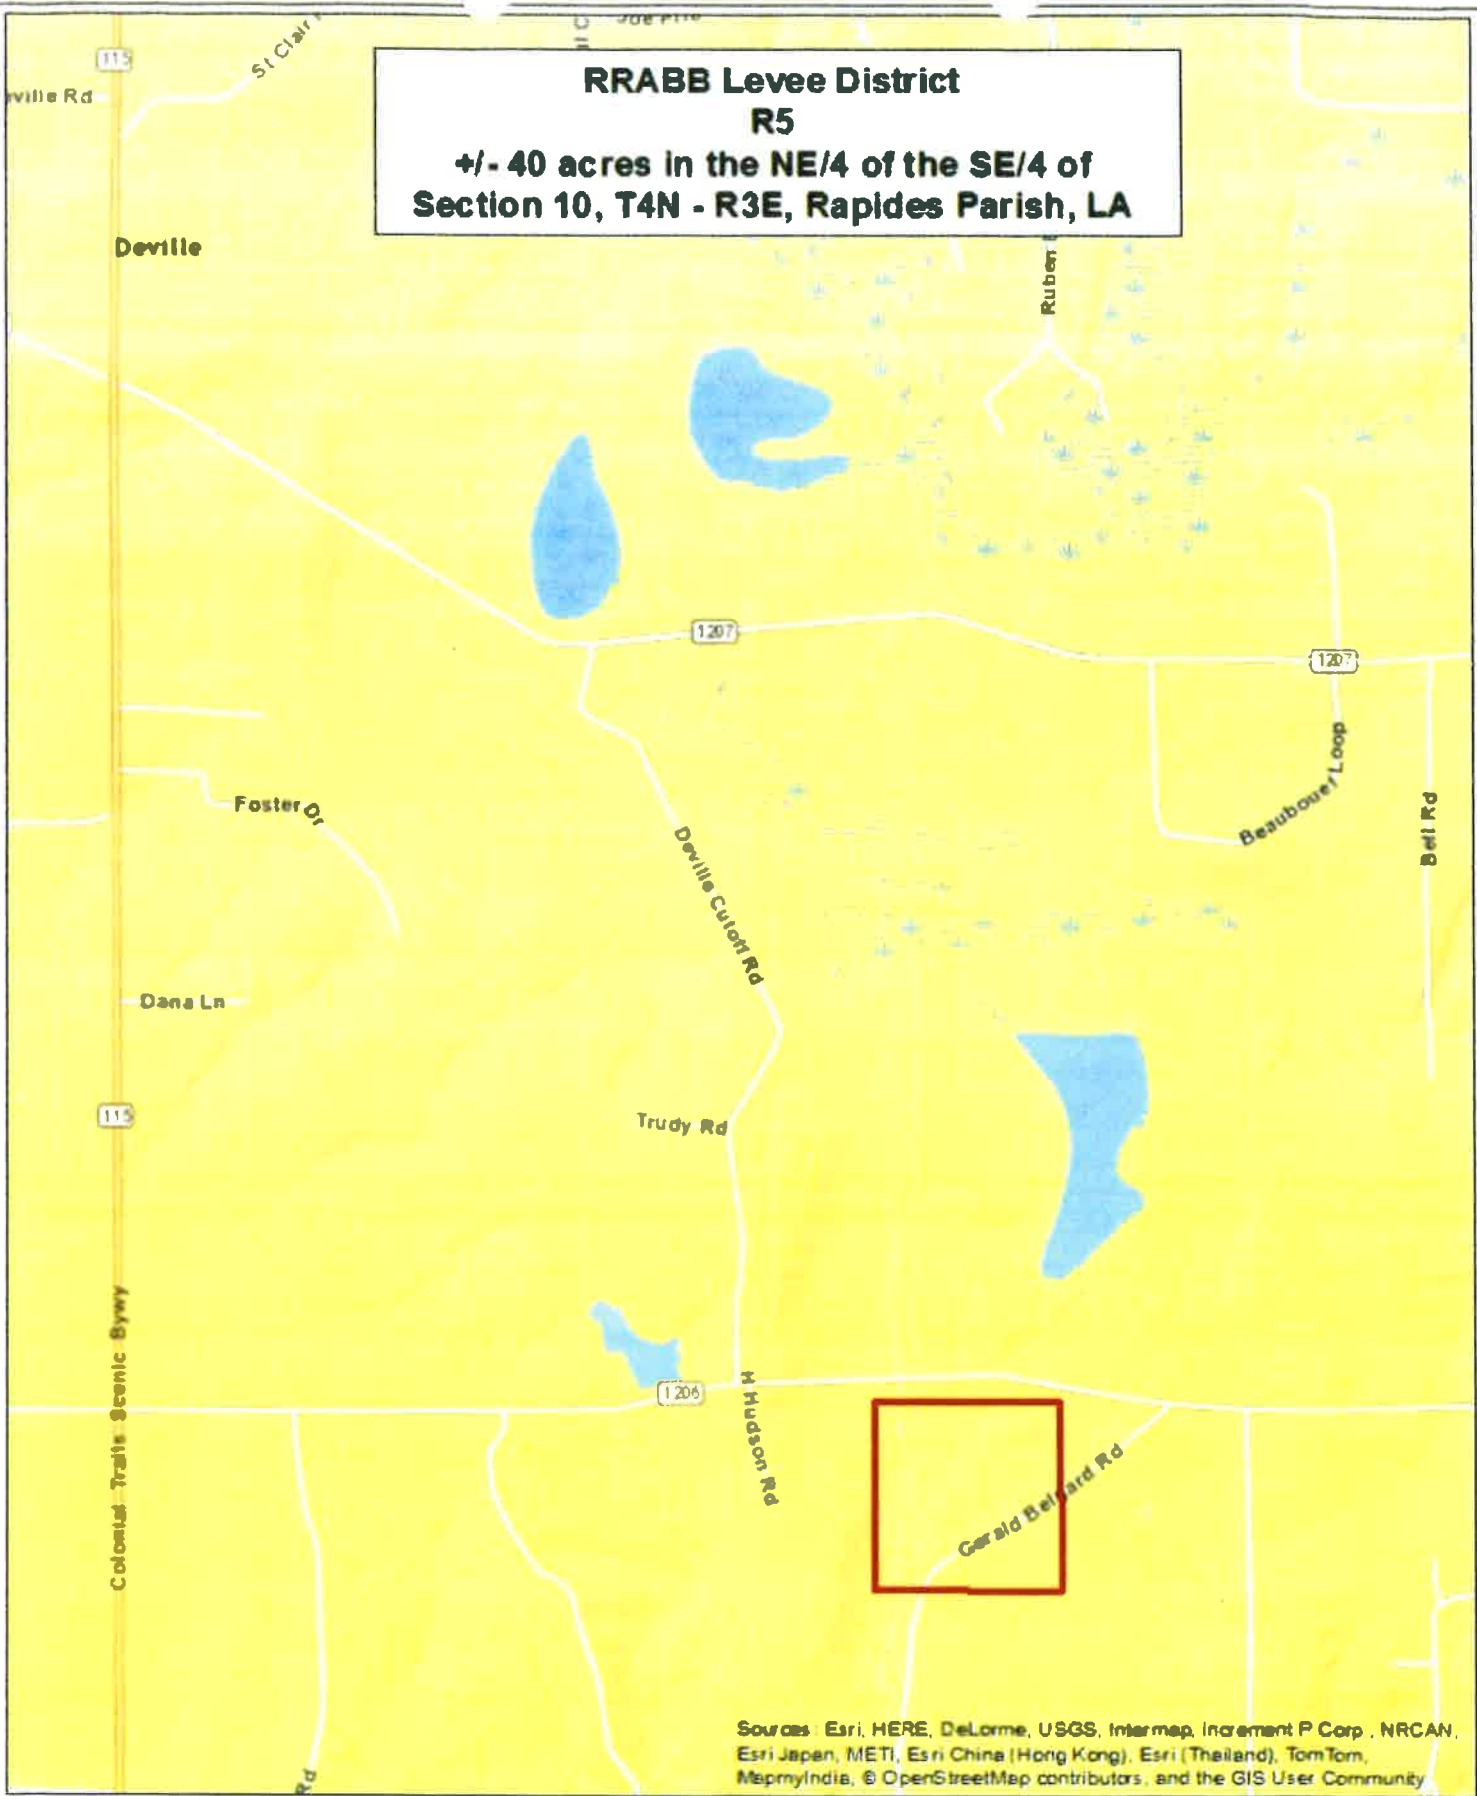 115
St Clair
ville Rd
RRABB Levee District
R5
+/- 40 acres in the NE/4 of the SE/4 of
Section 10, T4N - R3E, Rapides Parish, LA
Deville
Ruben
1207
1207
Foster Dr
Beaubouef Loop
Bell Rd
Deville Cutoff Rd
Dana Ln
115
Trudy Rd
Colonial Trails Scenic Bywy
1206
H Hudson Rd
Gerald Belgard Rd
Rd
Sources: Esri, HERE, DeLorme, USGS, Intermap, Increment P Corp., NRCAN,
Esri Japan, METI, Esri China (Hong Kong), Esri (Thailand), TomTom,
MapmyIndia, © OpenStreetMap contributors, and the GIS User Community